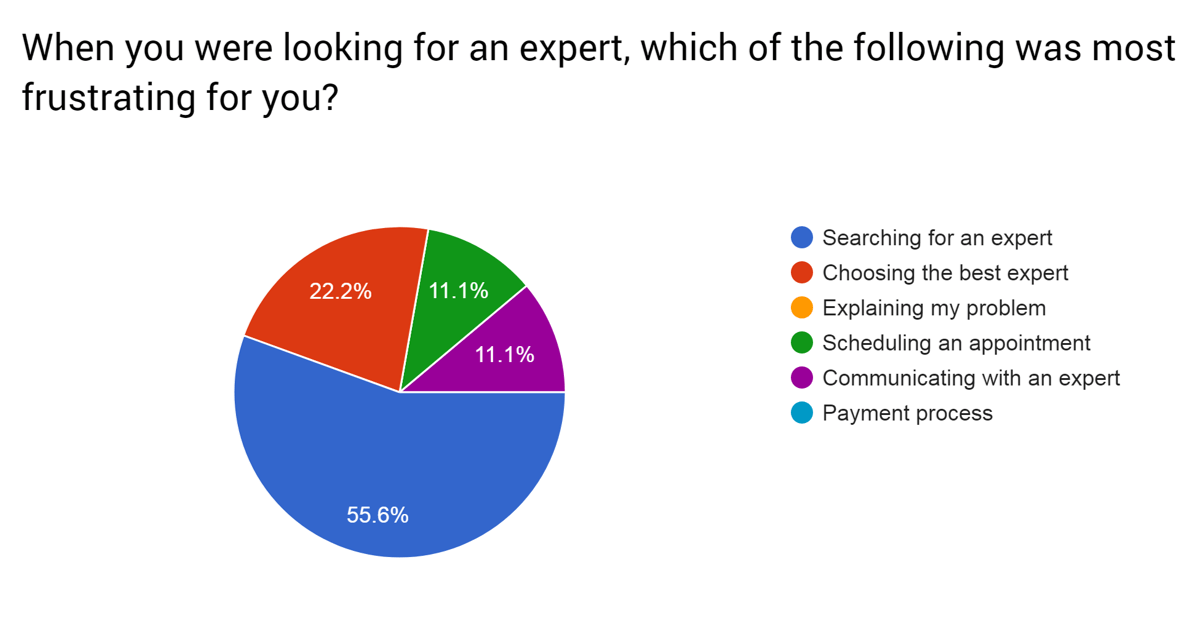 When you were looking for an expert, which of the following was most
frustrating for you?
22.2%
11.1%
11.1%
55.6%
Searching for an expert
Choosing the best expert
Explaining my problem
Scheduling an appointment
Communicating with an expert
Payment process